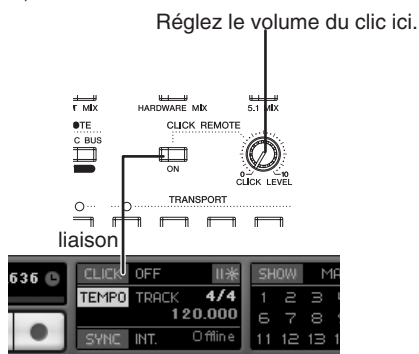 Réglez le volume du clic ici.
HARDWARE MIX
5.1 MIX
CLICK REMOTE
C BUS
ON
0 10
CLICK LEVEL
TRANSPORT
liaison
636
CLICK OFF
SHOW MA
TEMPO TRACK 4/4
1 2 3
120.000
6 7 8
SYNC INT. Offline
11 12 13 1